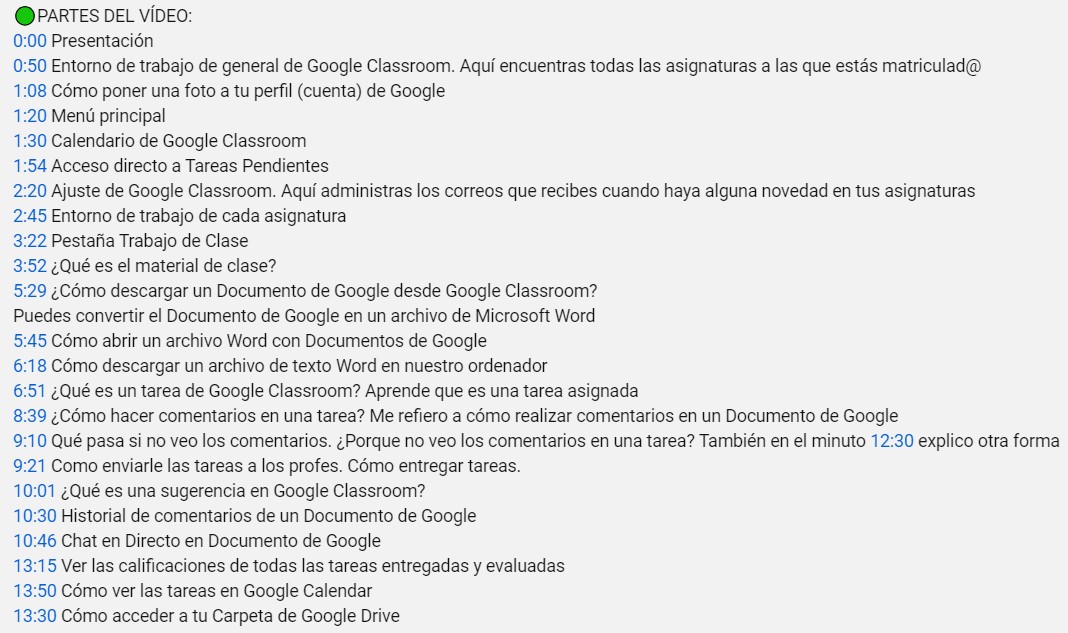 PARTES DEL VÍDEO:
0:00 Presentación
0:50 Entorno de trabajo de general de Google Classroom. Aquí encuentras todas las asignaturas a las que estás matriculad@
1:08 Cómo poner una foto a tu perfil (cuenta) de Google
1:20 Menú principal
1:30 Calendario de Google Classroom
1:54 Acceso directo a Tareas Pendientes
2:20 Ajuste de Google Classroom. Aquí administras los correos que recibes cuando haya alguna novedad en tus asignaturas
2:45 Entorno de trabajo de cada asignatura
3:22 Pestaña Trabajo de Clase
3:52 ¿Qué es el material de clase?
5:29 ¿Cómo descargar un Documento de Google desde Google Classroom?
Puedes convertir el Documento de Google en un archivo de Microsoft Word
5:45 Cómo abrir un archivo Word con Documentos de Google
6:18 Cómo descargar un archivo de texto Word en nuestro ordenador
6:51 ¿Qué es un tarea de Google Classroom? Aprende que es una tarea asignada
8:39 ¿Cómo hacer comentarios en una tarea? Me refiero a cómo realizar comentarios en un Documento de Google
9:10 Qué pasa si no veo los comentarios. ¿Porque no veo los comentarios en una tarea? También en el minuto 12:30 explico otra forma
9:21 Como enviarle las tareas a los profes. Cómo entregar tareas.
10:01 ¿Qué es una sugerencia en Google Classroom?
10:30 Historial de comentarios de un Documento de Google
10:46 Chat en Directo en Documento de Google
13:15 Ver las calificaciones de todas las tareas entregadas y evaluadas
13:50 Cómo ver las tareas en Google Calendar
13:30 Cómo acceder a tu Carpeta de Google Drive